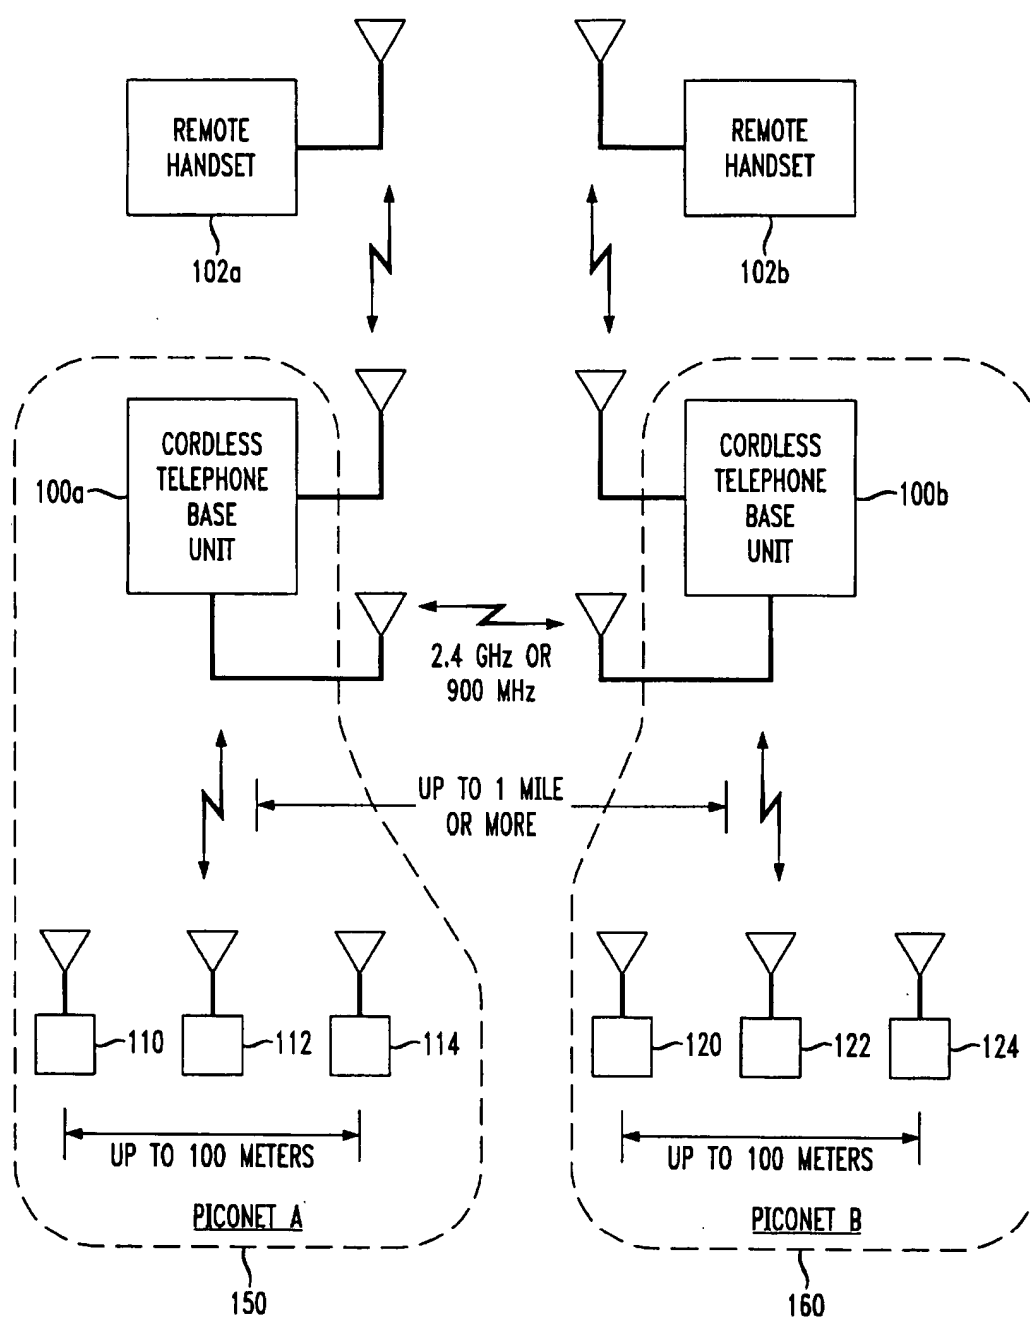 REMOTE
HANDSET
102a
REMOTE
HANDSET
102b
CORDLESS
TELEPHONE
BASE
UNIT
100a
CORDLESS
TELEPHONE
BASE
UNIT
100b
2.4 GHz OR
900 MHz
UP TO 1 MILE
OR MORE
110
112
114
120
122
124
UP TO 100 METERS
UP TO 100 METERS
PICONET A
PICONET B
150
160